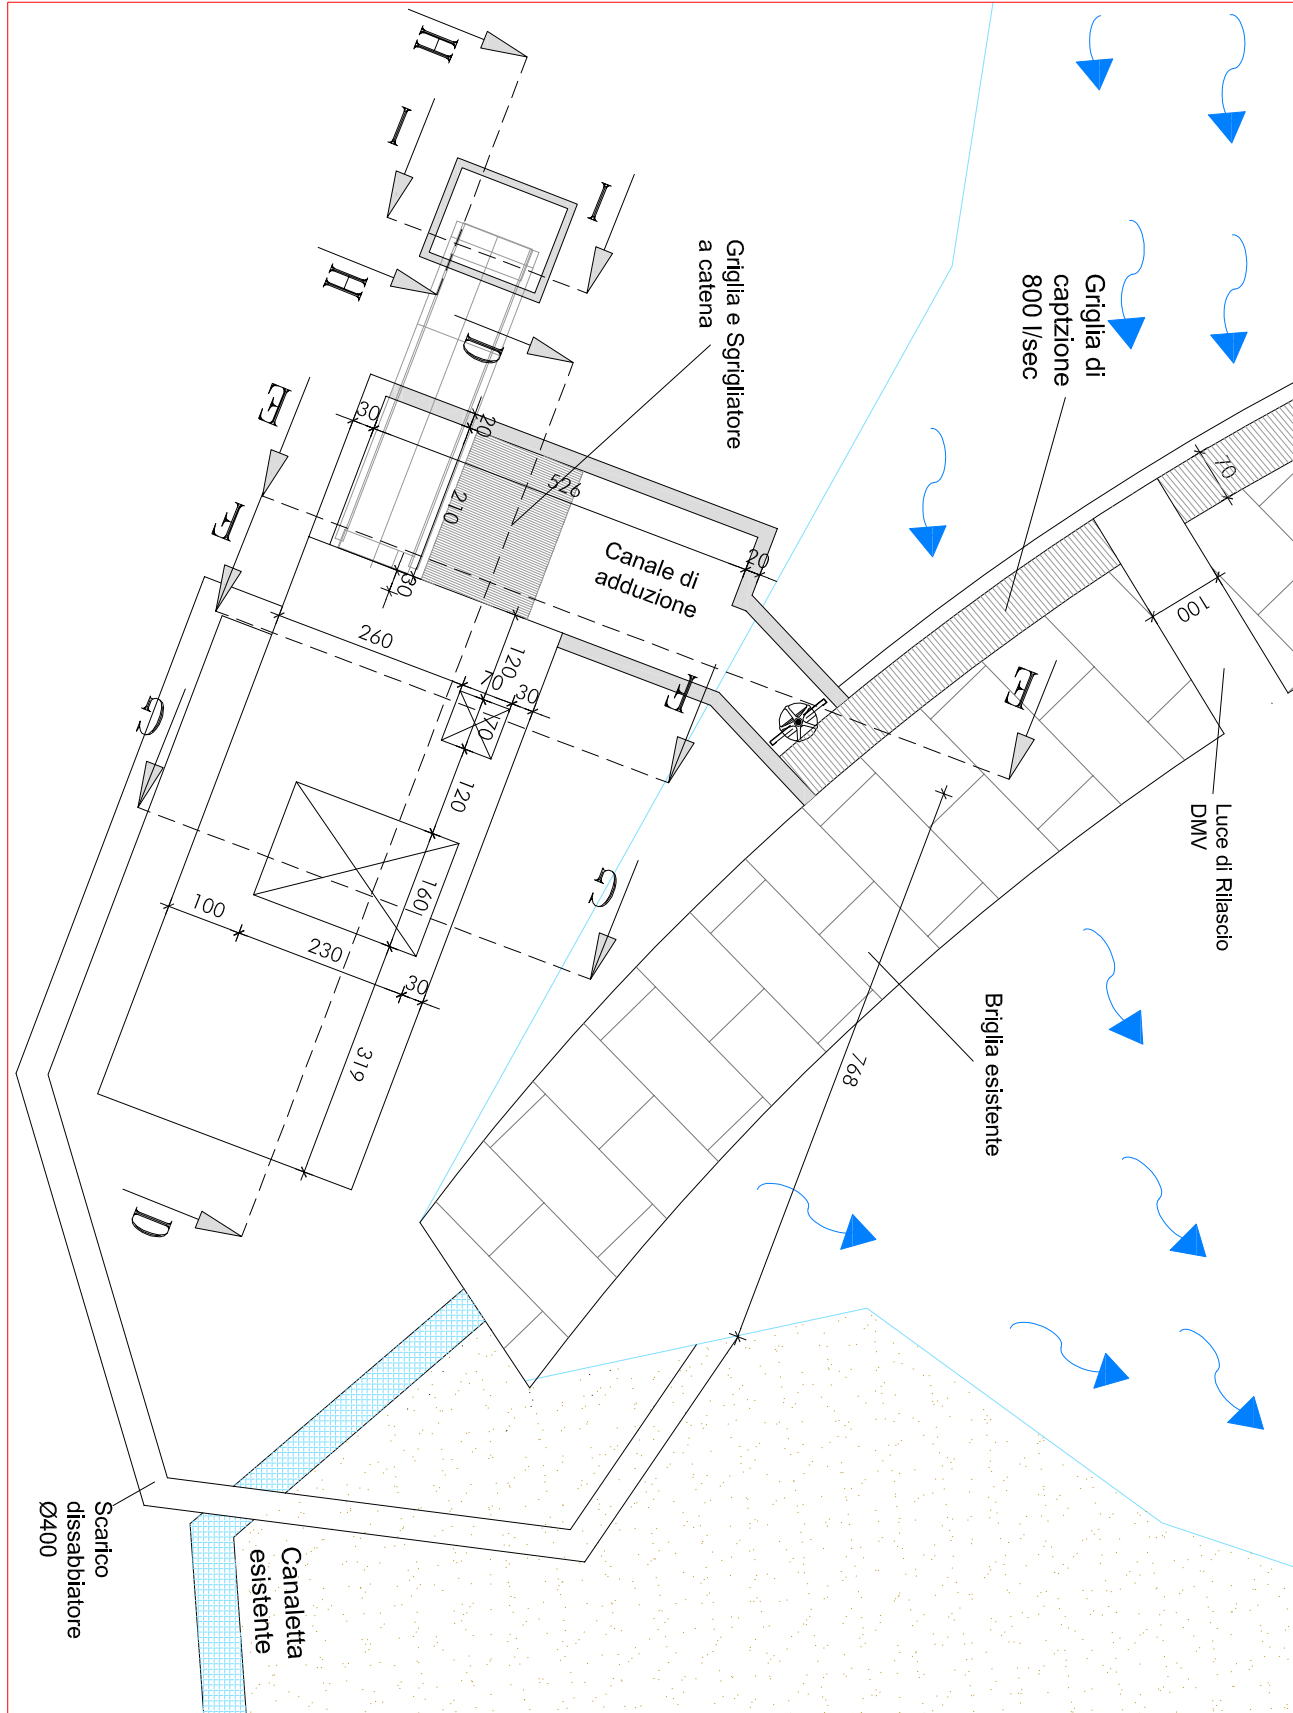 H
I
I
H
D
E
F
G
F
E
G
D
Griglia di
captzione
800 l/sec
Griglia e Sgrigliatore
a catena
Canale di
adduzione
Luce di Rilascio
DMV
Briglia esistente
Scarico
dissabbiatore
Ø400
Canaletta
esistente
70
100
30
20
526
210
20
30
260
120
70
30
70
120
160
100
230
30
319
768